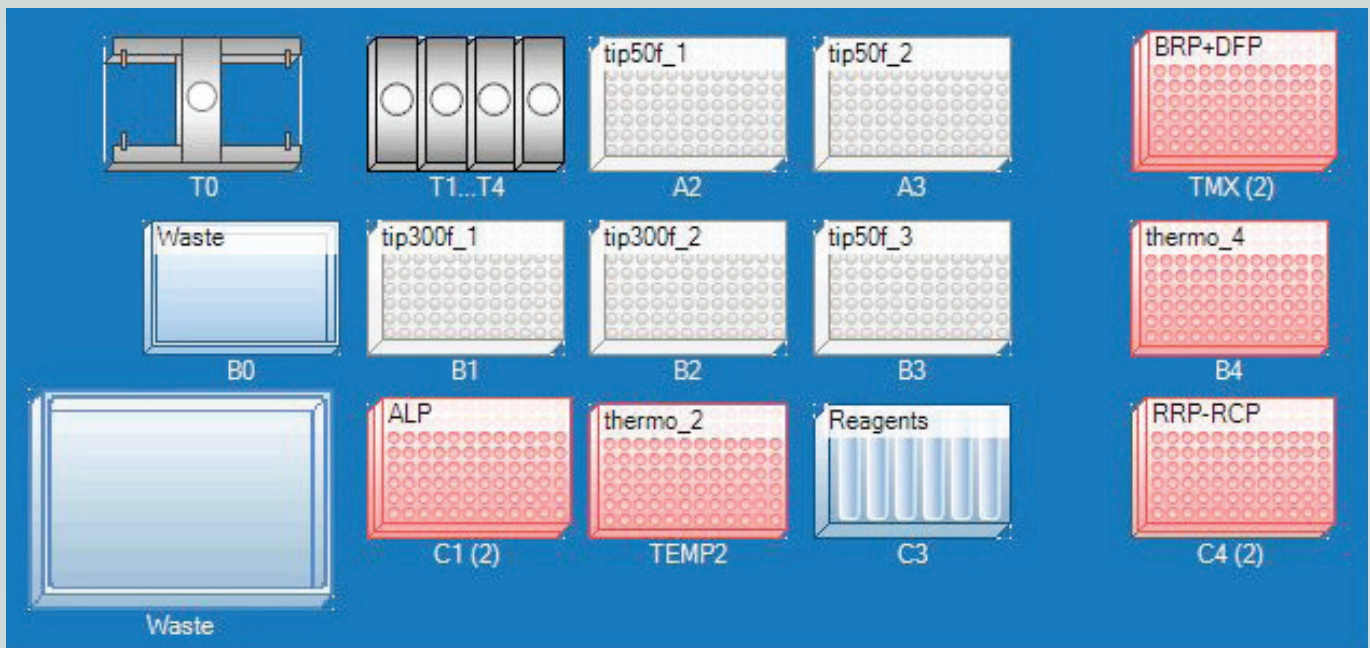 tip50f_1
tip50f_2
BRP+DFP
T0
T1...T4
A2
A3
TMX (2)
Waste
tip300f_1
tip300f_2
tip50f_3
thermo_4
B0
B1
B2
B3
B4
ALP
thermo_2
Reagents
RRP-RCP
C1 (2)
TEMP2
C3
C4 (2)
Waste